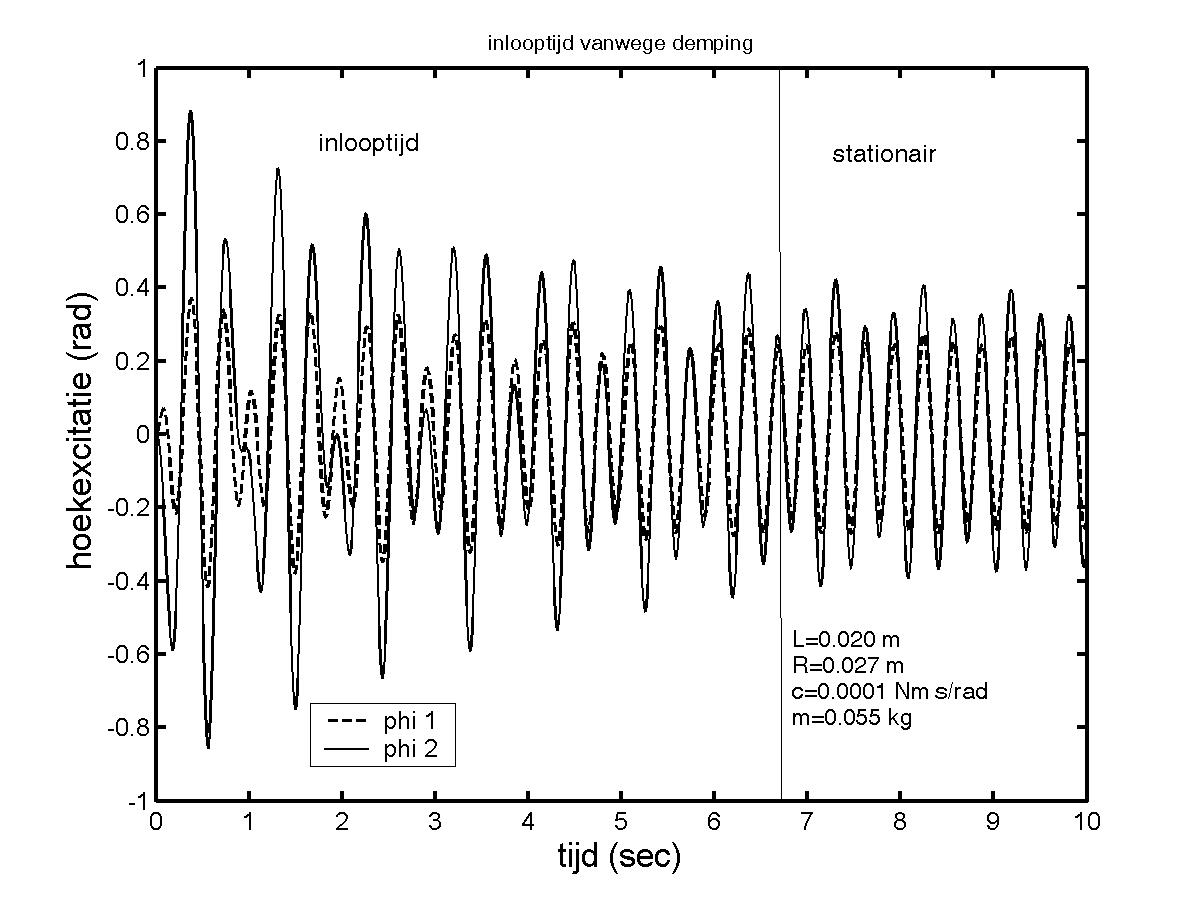 inlooptijd vanwege demping
1
0.8
0.6
0.4
0.2
0
-0.2
-0.4
-0.6
-0.8
-1
hoekexcitatie (rad)
inlooptijd
stationair
L=0.020 m
R=0.027 m
c=0.0001 Nm s/rad
m=0.055 kg
phi 1
phi 2
0 1 2 3 4 5 6 7 8 9 10
tijd (sec)